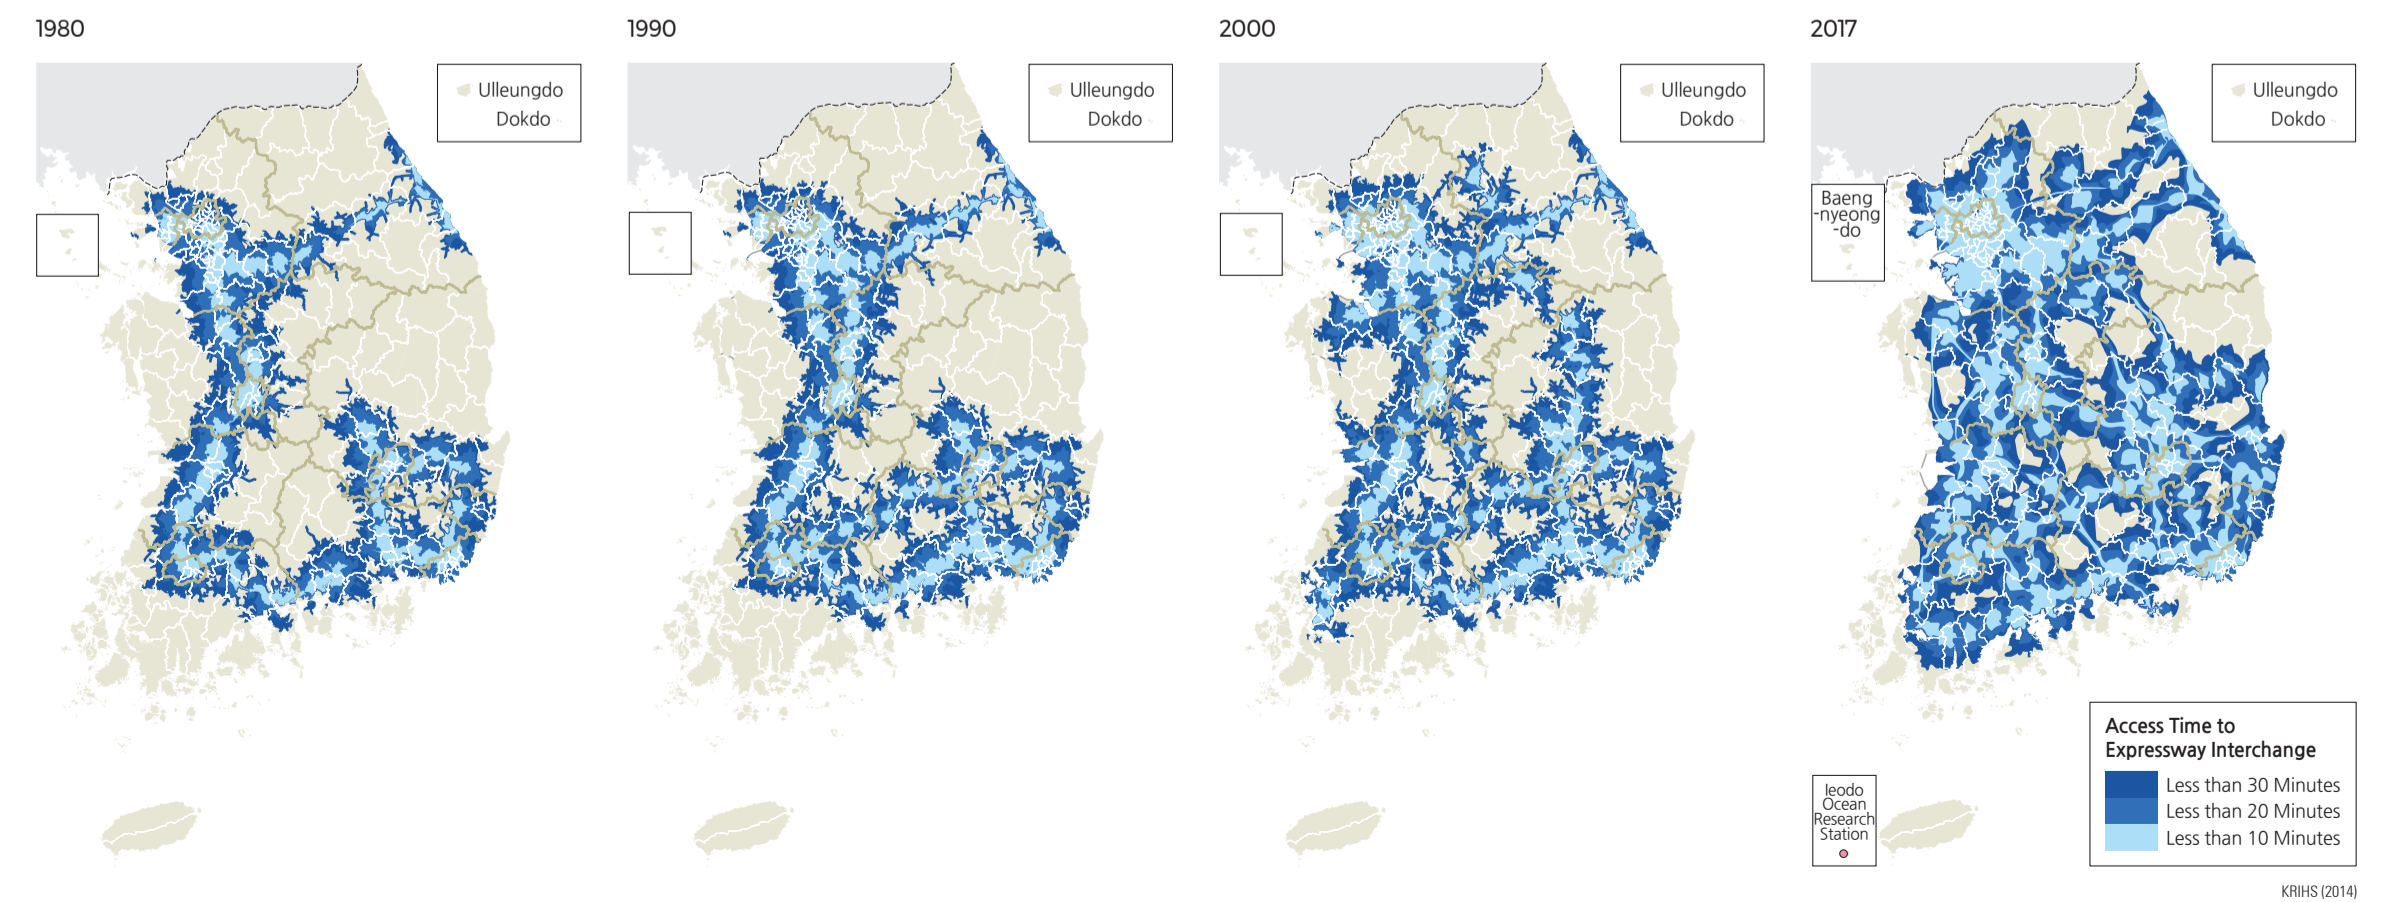 1980
Ulleungdo
Dokdo
1990
Ulleungdo
Dokdo
2000
Ulleungdo
Dokdo
2017
Ulleungdo
Dokdo
Baeng
-nyeong
-do
Ieodo
Ocean
Research
Station
Access Time to
Expressway Interchange
Less than 30 Minutes
Less than 20 Minutes
Less than 10 Minutes
KRIHS (2014)